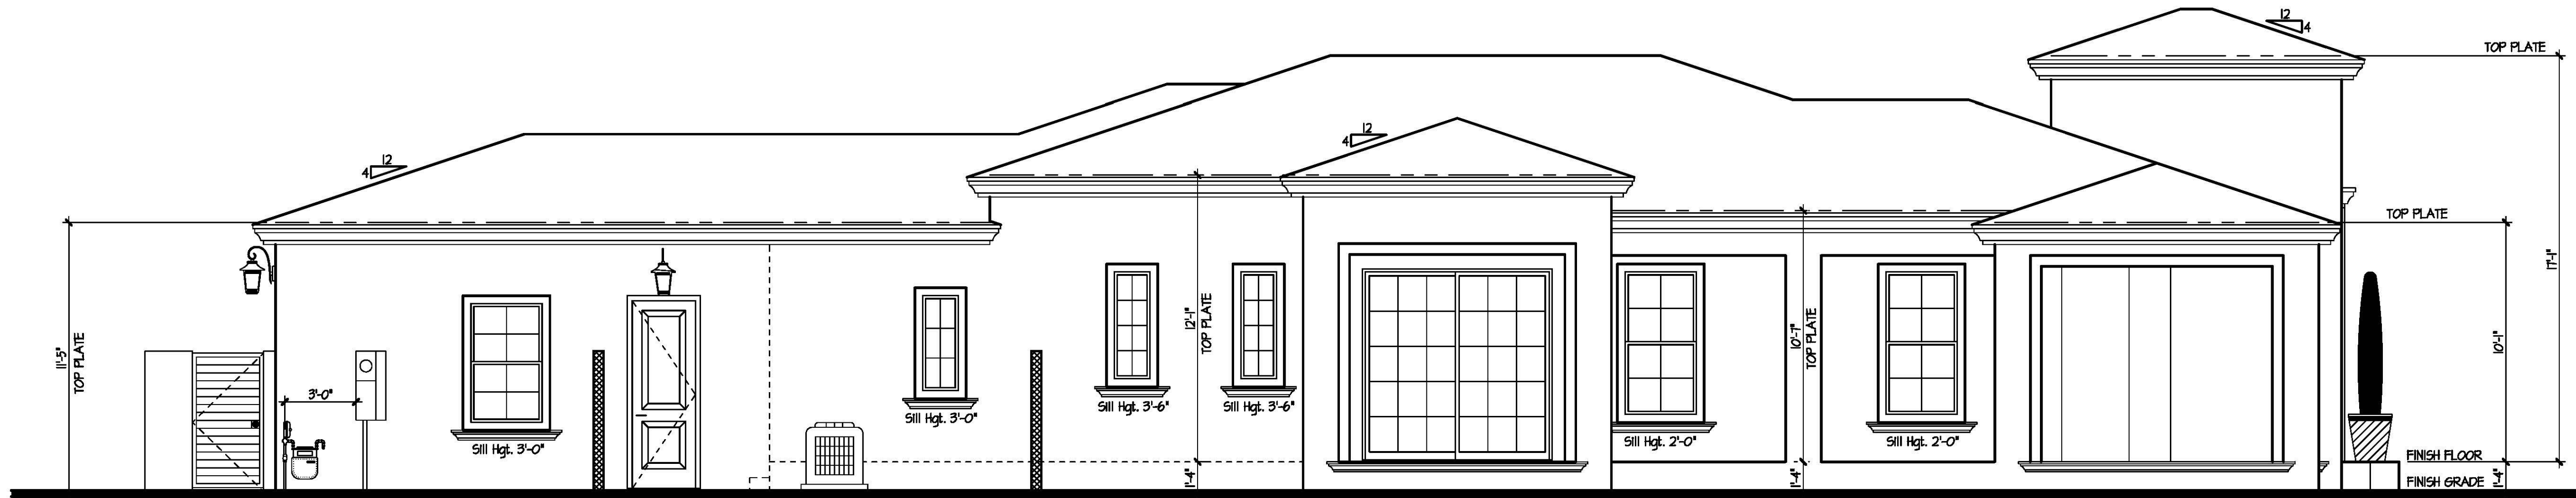 12
4
TOP PLATE
12
4
12
4
TOP PLATE
11'-5"
TOP PLATE
3'-0"
12'-1"
TOP PLATE
10'-7"
TOP PLATE
10'-1"
17'-1"
Sill Hgt. 3'-0"
Sill Hgt. 3'-0"
Sill Hgt. 3'-6"
Sill Hgt. 3'-6"
Sill Hgt. 2'-0"
Sill Hgt. 2'-0"
1'-4"
1'-4"
FINISH FLOOR
1'-4"
FINISH GRADE